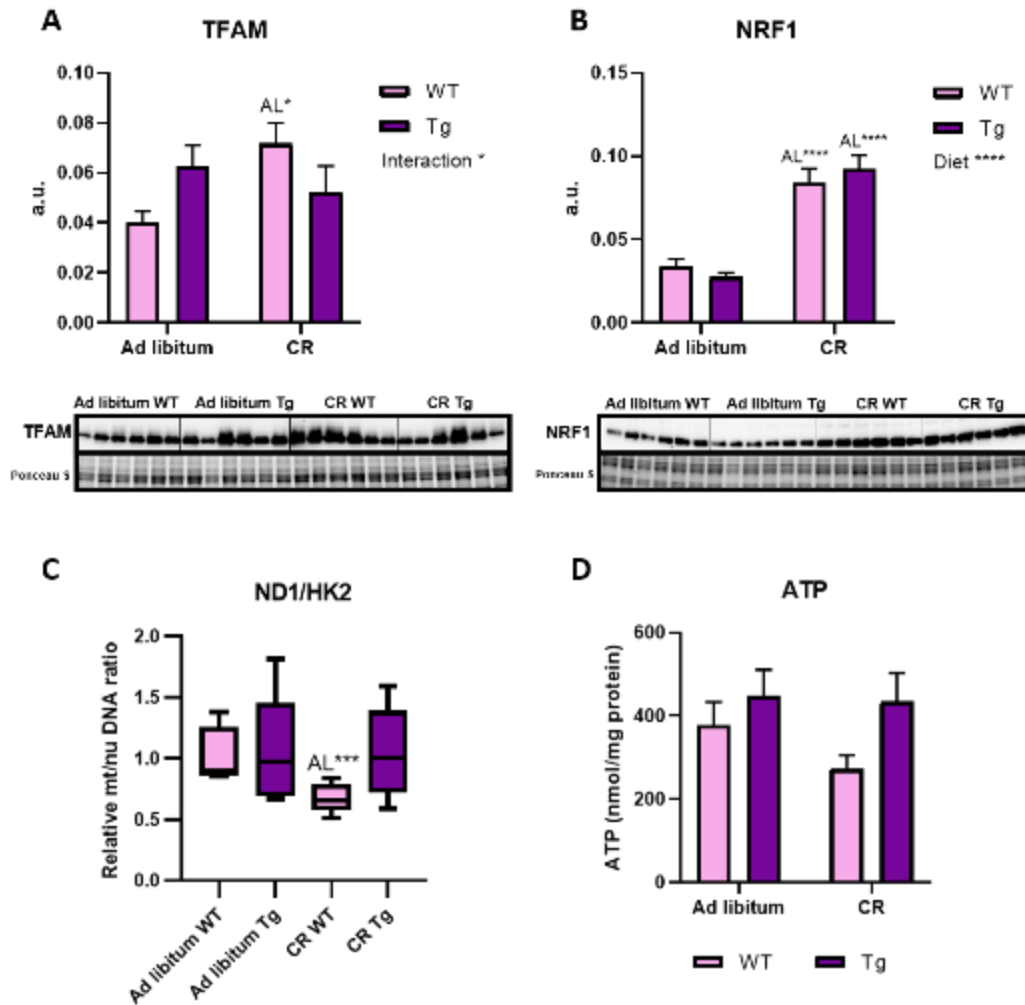 A
TFAM
0.10
0.08
0.06
0.04
0.02
0.00
a.u.
AL*
Ad libitum
CR
WT
Tg
Interaction *
Ad libitum WT
Ad libitum Tg
CR WT
CR Tg
TFAM
Ponceau S
B
NRF1
0.15
0.10
0.05
0.00
a.u.
AL****
AL****
Ad libitum
CR
WT
Tg
Diet ****
Ad libitum WT
Ad libitum Tg
CR WT
CR Tg
NRF1
Ponceau S
C
ND1/HK2
2.0
1.5
1.0
0.5
0.0
Relative mt/nu DNA ratio
AL***
Ad libitum WT
Ad libitum Tg
CR WT
CR Tg
D
ATP
600
400
200
0
ATP (nmol/mg protein)
Ad libitum
CR
WT
Tg